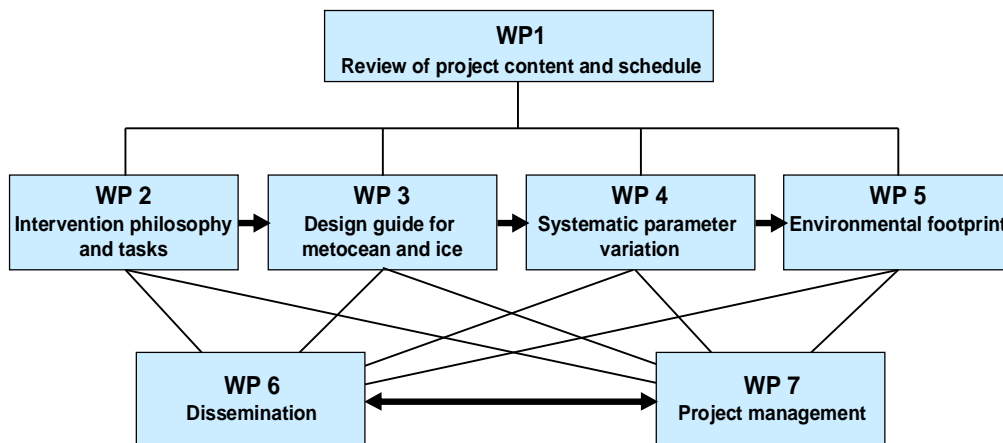 WP1
Review of project content and schedule
WP 2
Intervention philosophy
and tasks
WP 3
Design guide for
metocean and ice
WP 4
Systematic parameter
variation
WP 5
Environmental footprint
WP 6
Dissemination
WP 7
Project management